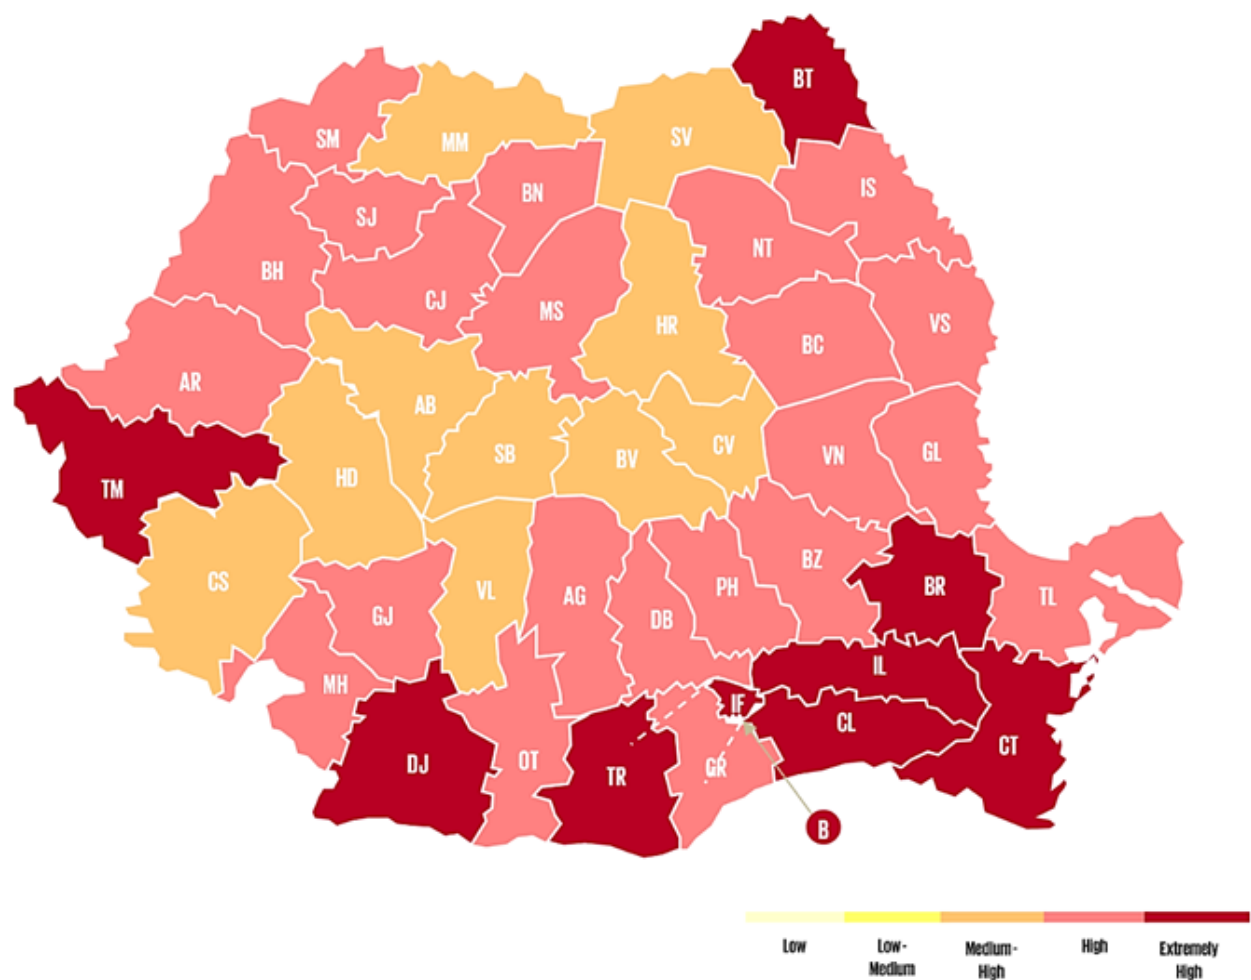 BT
SM
MM
SV
BN
IS
SJ
NT
BH
CJ
MS
HR
VS
BC
AR
AB
SB
BV
CV
VN
GL
HD
TM
CS
VL
AG
PH
BZ
BR
TL
GJ
DB
MH
IL
IF
CL
CT
DJ
OT
TR
GR
B
Low
Low-
Medium
Medium-
High
High
Extremely
High